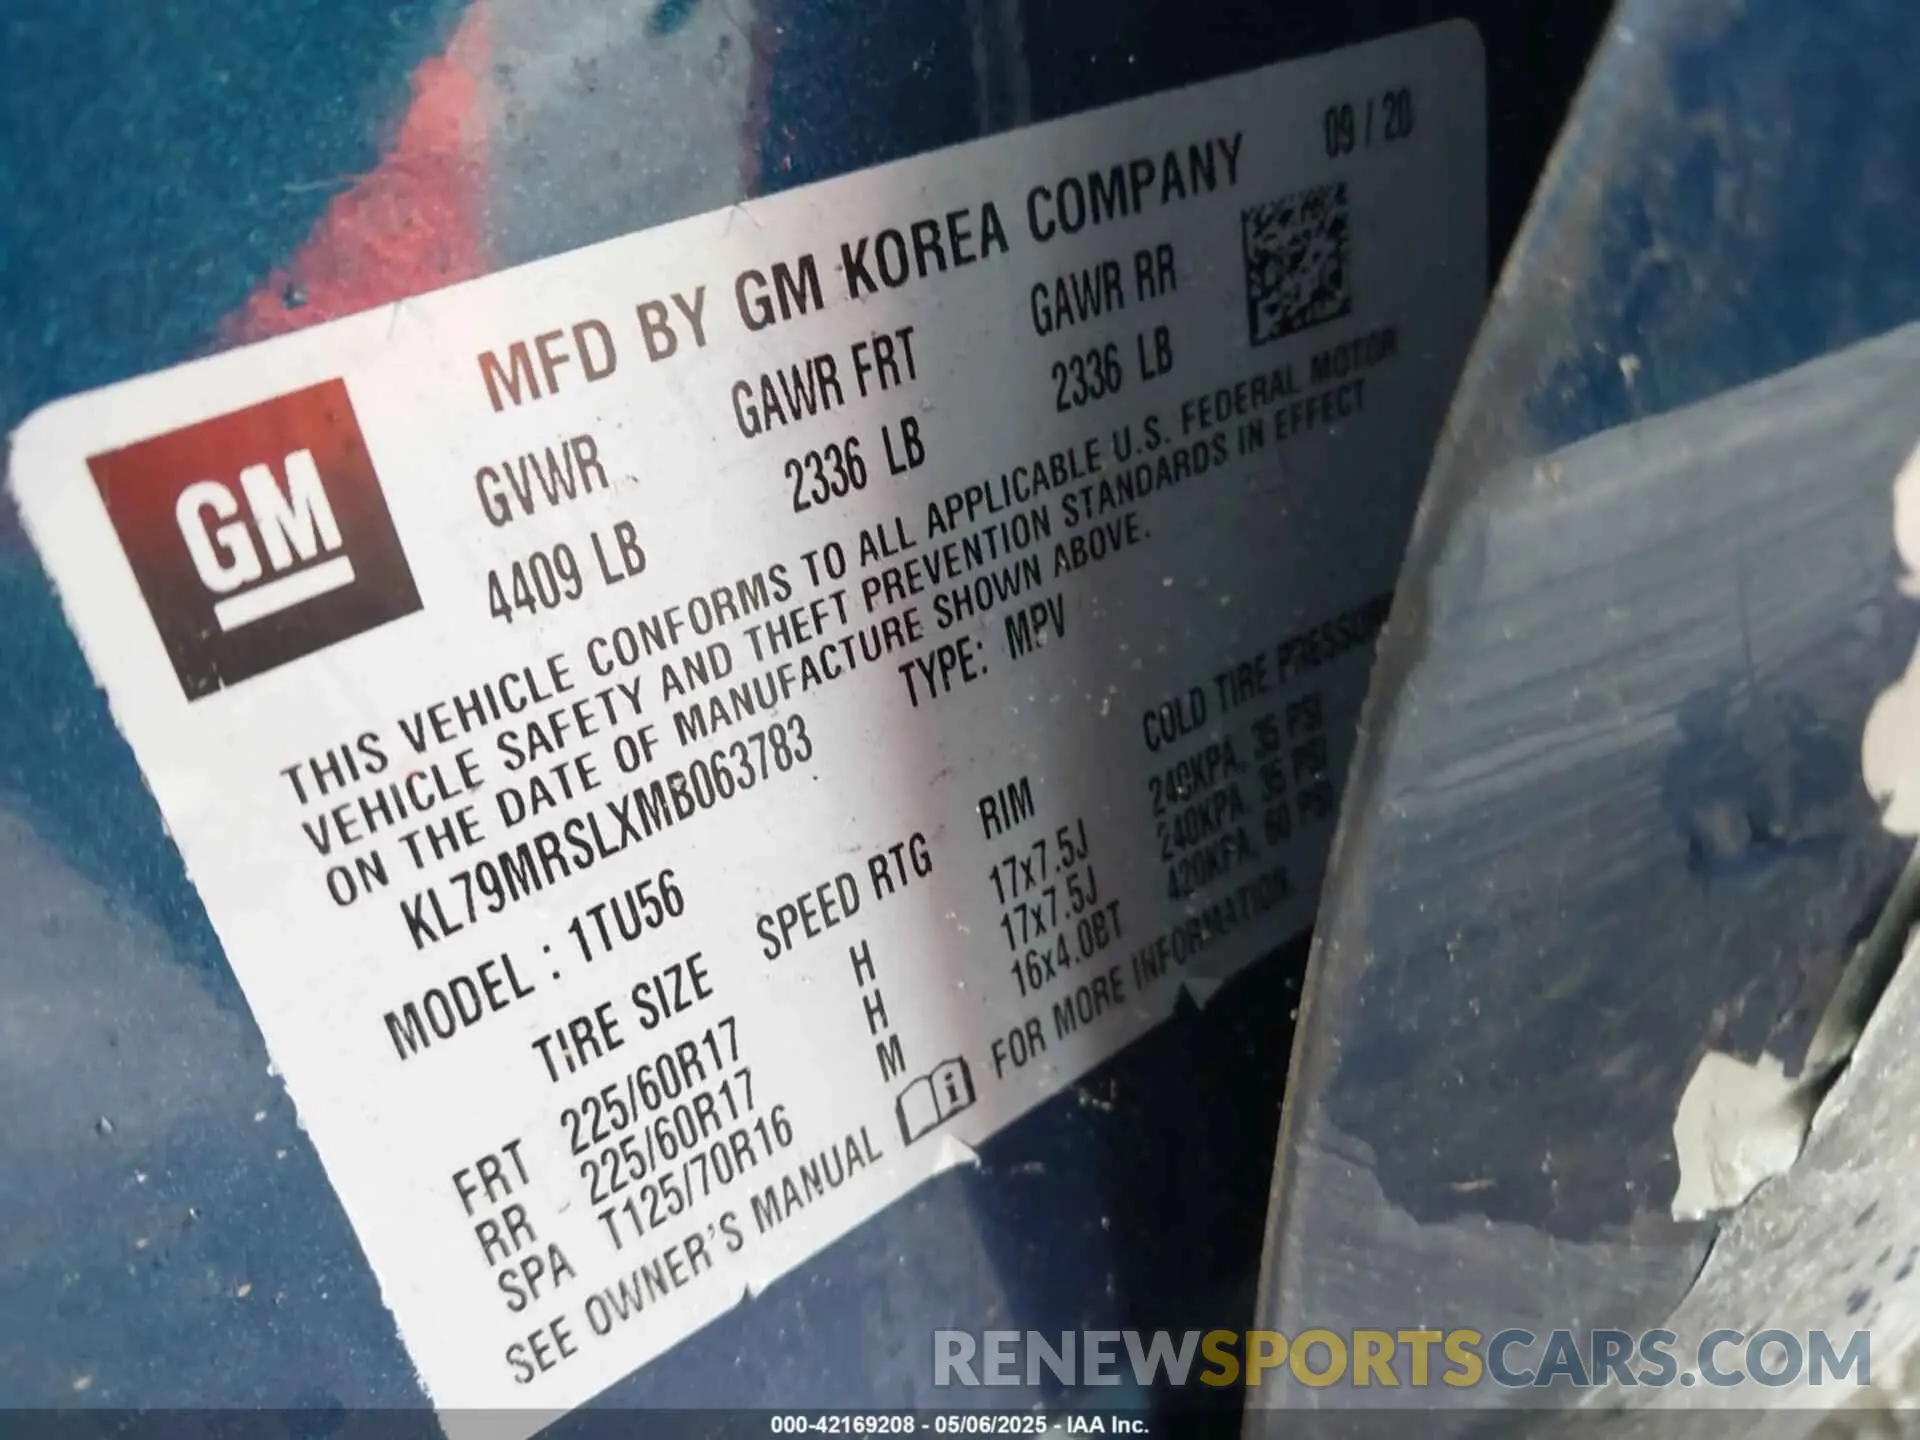 MFD BY GM KOREA COMPANY 09 / 20
GM
GVWR GAWR FRT GAWR RR
4409 LB 2336 LB 2336 LB
THIS VEHICLE CONFORMS TO ALL APPLICABLE U.S. FEDERAL MOTOR
VEHICLE SAFETY AND THEFT PREVENTION STANDARDS IN EFFECT
ON THE DATE OF MANUFACTURE SHOWN ABOVE.
KL79MRSLXMB063783 TYPE: MPV
MODEL : 1TU56
TIRE SIZE SPEED RTG RIM COLD TIRE PRESSURE
FRT 225/60R17 H 17x7.5J 240KPA, 35 PSI
RR 225/60R17 H 17x7.5J 240KPA, 35 PSI
SPA T125/70R16 M 16x4.0BT 420KPA, 60 PSI
SEE OWNER'S MANUAL FOR MORE INFORMATION.
RENEWSPORTSCARS.COM
000-42169208 - 05/06/2025 - IAA Inc.